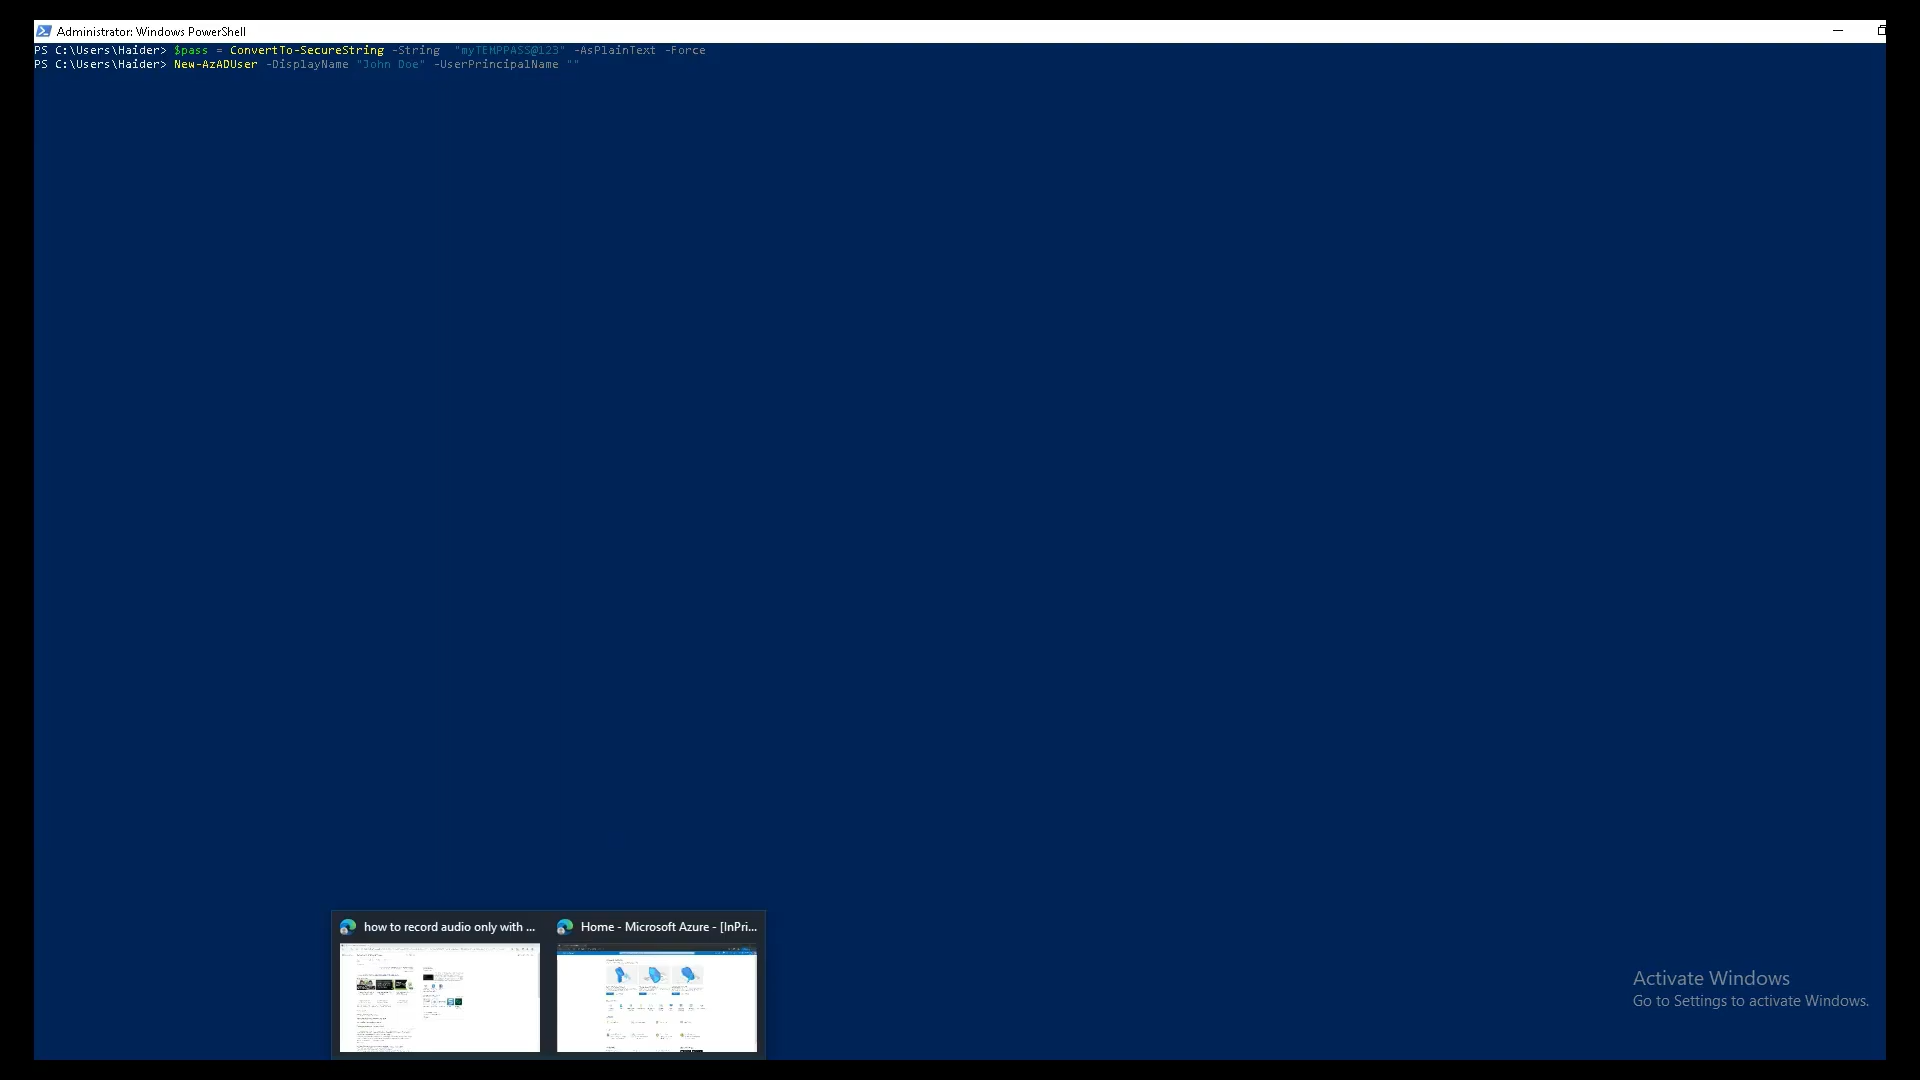 Administrator: Windows PowerShell
PS C:\Users\Haider> $pass = ConvertTo-SecureString -String  "myTEMPPASS@123" -AsPlainText -Force
PS C:\Users\Haider> New-AzADUser -DisplayName "John Doe" -UserPrincipalName ""
how to record audio only with ...
Home - Microsoft Azure - [InPri...
Activate Windows
Go to Settings to activate Windows.